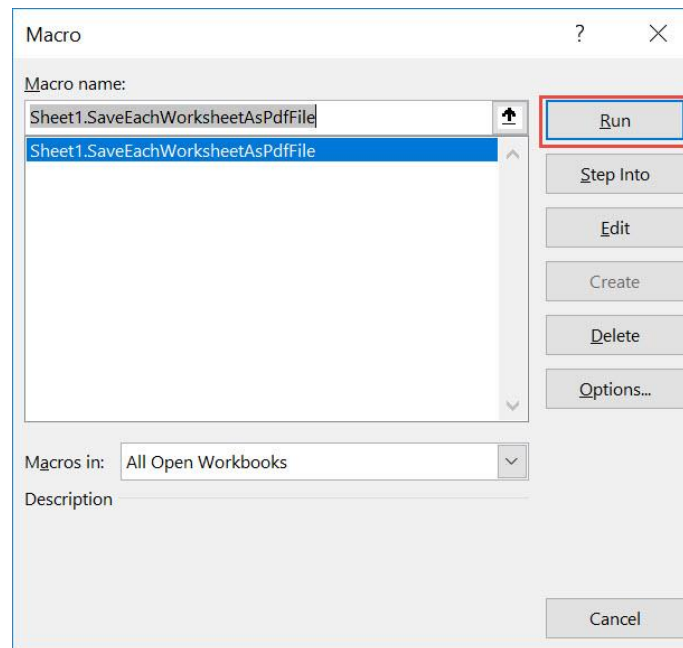 Macro ?
Macro name:
Sheet1.SaveEachWorksheetAsPdfFile
Run
Sheet1.SaveEachWorksheetAsPdfFile
Step Into
Edit
Create
Delete
Options...
Macros in: All Open Workbooks
Description
Cancel